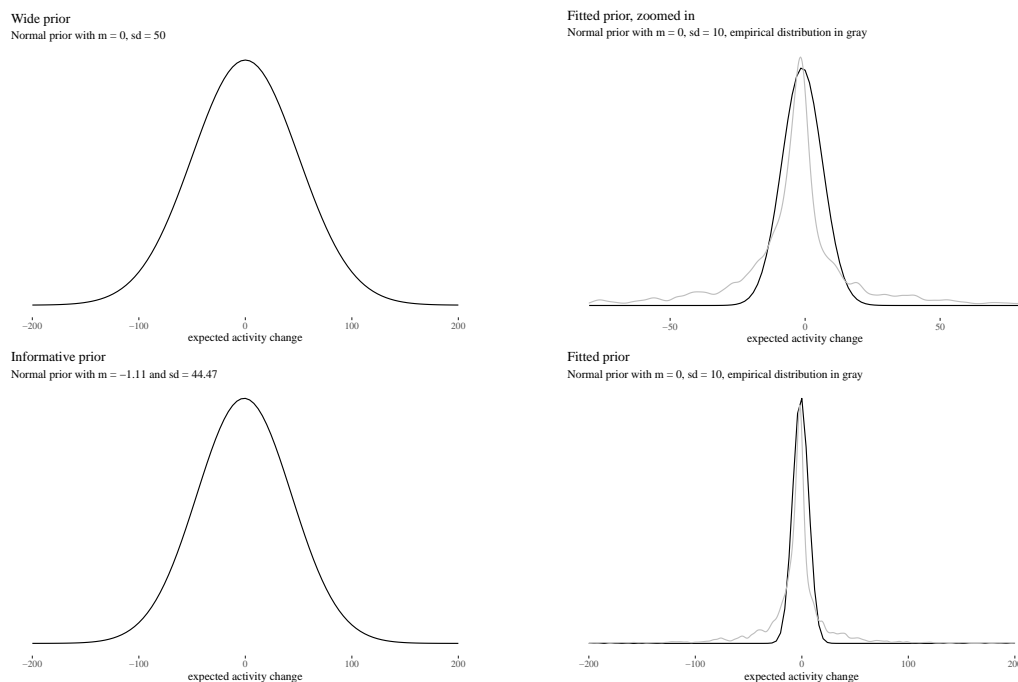 Wide prior
Normal prior with m = 0, sd = 50
−200 −100 0 100 200
expected activity change
Fitted prior, zoomed in
Normal prior with m = 0, sd = 10, empirical distribution in gray
−50 0 50
expected activity change
Informative prior
Normal prior with m = −1.11 and sd = 44.47
−200 −100 0 100 200
expected activity change
Fitted prior
Normal prior with m = 0, sd = 10, empirical distribution in gray
−200 −100 0 100
expected activity change